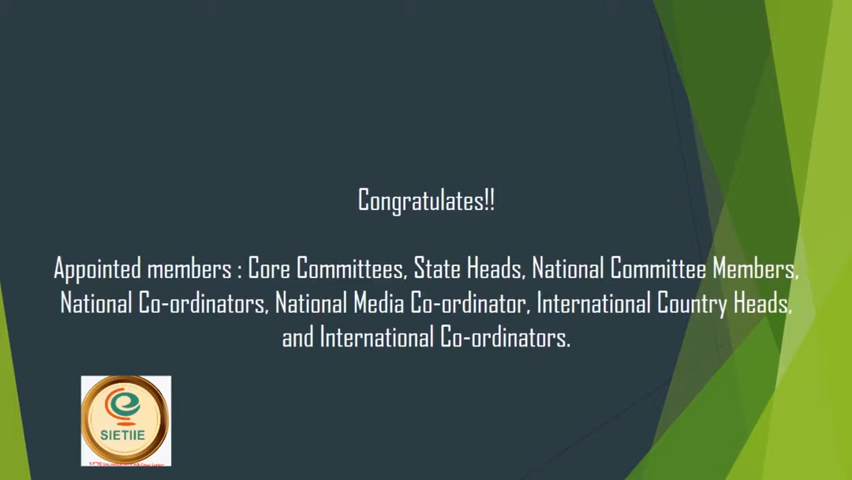 Congratulates!!
Appointed members : Core Committees, State Heads, National Committee Members,
National Co-ordinators, National Media Co-ordinator, International Country Heads,
and International Co-ordinators.
SIETIIE